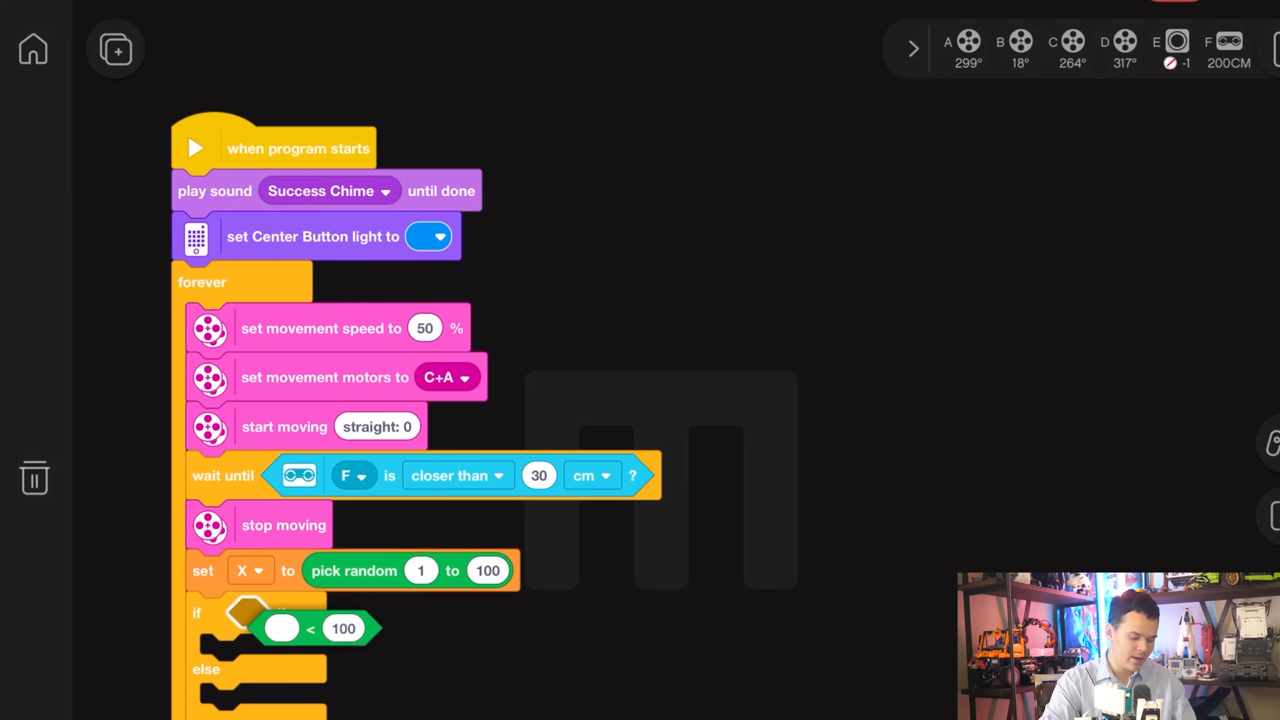 A B C D E F
299° 18° 264° 317° -1 200CM
when program starts
play sound Success Chime until done
set Center Button light to
forever
set movement speed to 50 %
set movement motors to C+A
start moving straight: 0
wait until F is closer than 30 cm ?
stop moving
set X to pick random 1 to 100
if
< 100
else